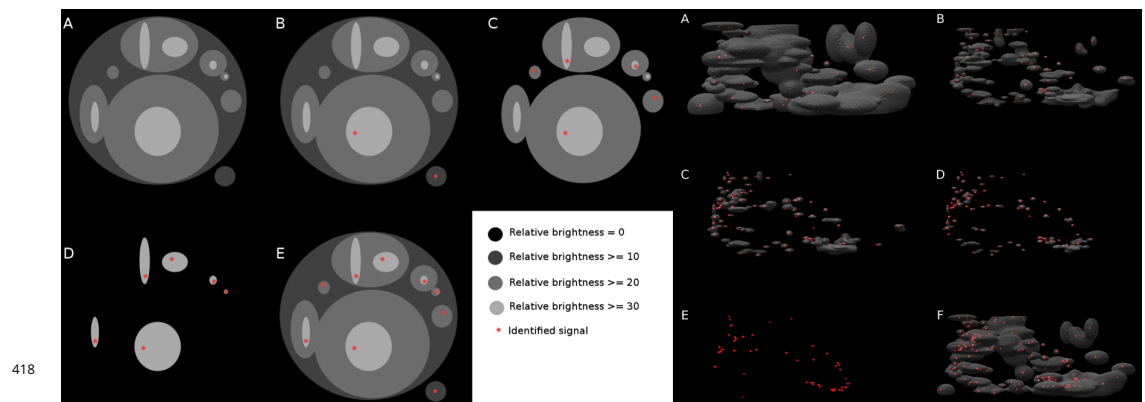 A
B
C
D
E
Relative brightness = 0
Relative brightness >= 10
Relative brightness >= 20
Relative brightness >= 30
Identified signal
A
B
C
D
E
F
418